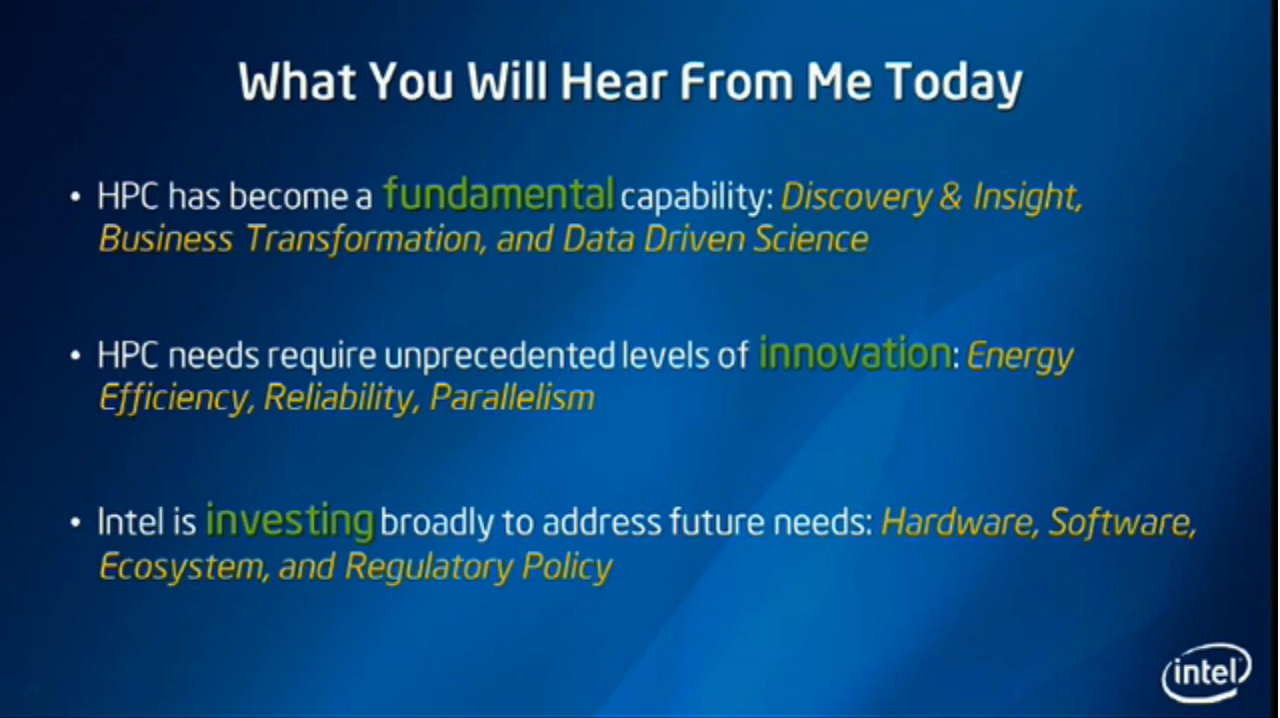 What You Will Hear From Me Today
• HPC has become a fundamental capability: Discovery & Insight,
Business Transformation, and Data Driven Science
• HPC needs require unprecedented levels of innovation: Energy
Efficiency, Reliability, Parallelism
• Intel is investing broadly to address future needs: Hardware, Software,
Ecosystem, and Regulatory Policy
intel